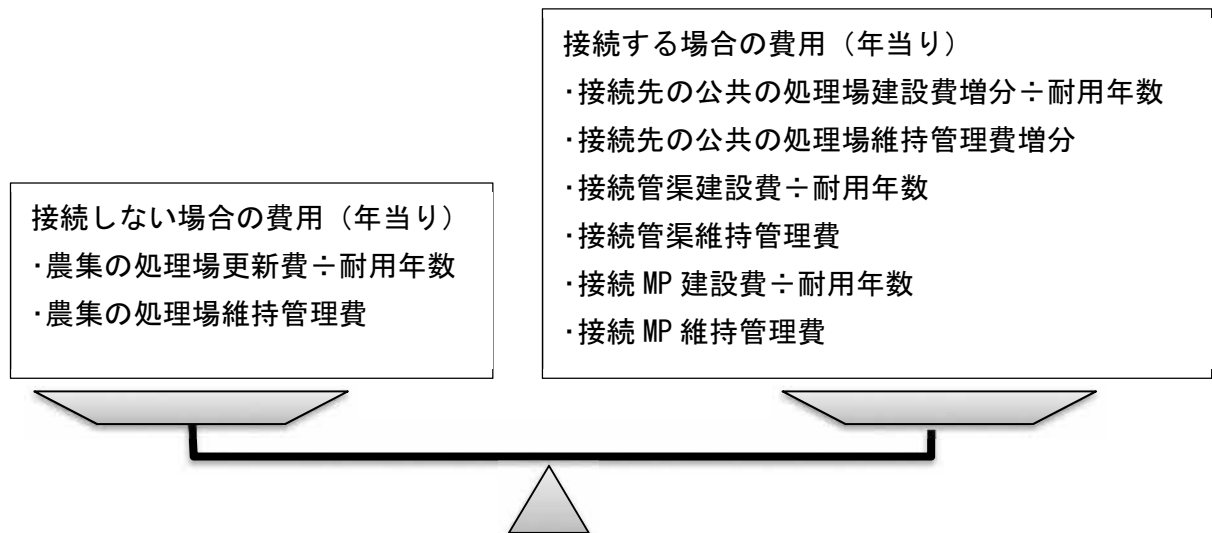 接続しない場合の費用（年当り）
・農集の処理場更新費÷耐用年数
・農集の処理場維持管理費
接続する場合の費用（年当り）
・接続先の公共の処理場建設費増分÷耐用年数
・接続先の公共の処理場維持管理費増分
・接続管渠建設費÷耐用年数
・接続管渠維持管理費
・接続 MP 建設費÷耐用年数
・接続 MP 維持管理費